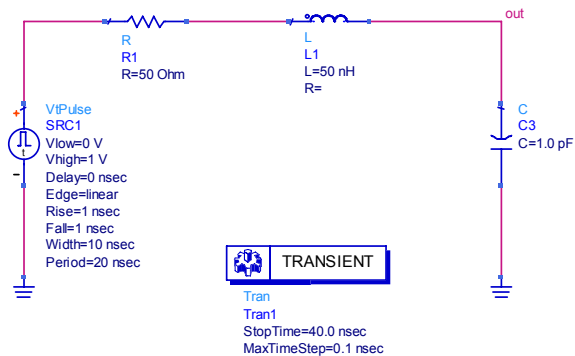 out
R
R1
R=50 Ohm
L
L1
L=50 nH
R=
+
VtPulse
SRC1
Vlow=0 V
Vhigh=1 V
Delay=0 nsec
Edge=linear
Rise=1 nsec
Fall=1 nsec
Width=10 nsec
Period=20 nsec
t
-
C
C3
C=1.0 pF
TRANSIENT
Tran
Tran1
StopTime=40.0 nsec
MaxTimeStep=0.1 nsec